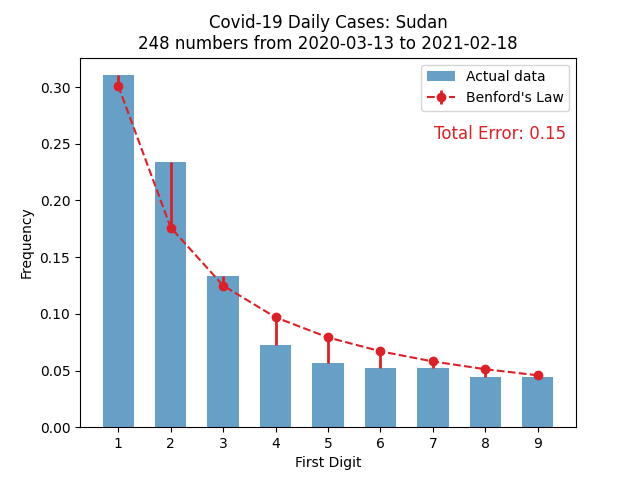 Covid-19 Daily Cases: Sudan
248 numbers from 2020-03-13 to 2021-02-18
Actual data
Benford's Law
Total Error: 0.15
Frequency
0.30
0.25
0.20
0.15
0.10
0.05
0.00
1 2 3 4 5 6 7 8 9
First Digit